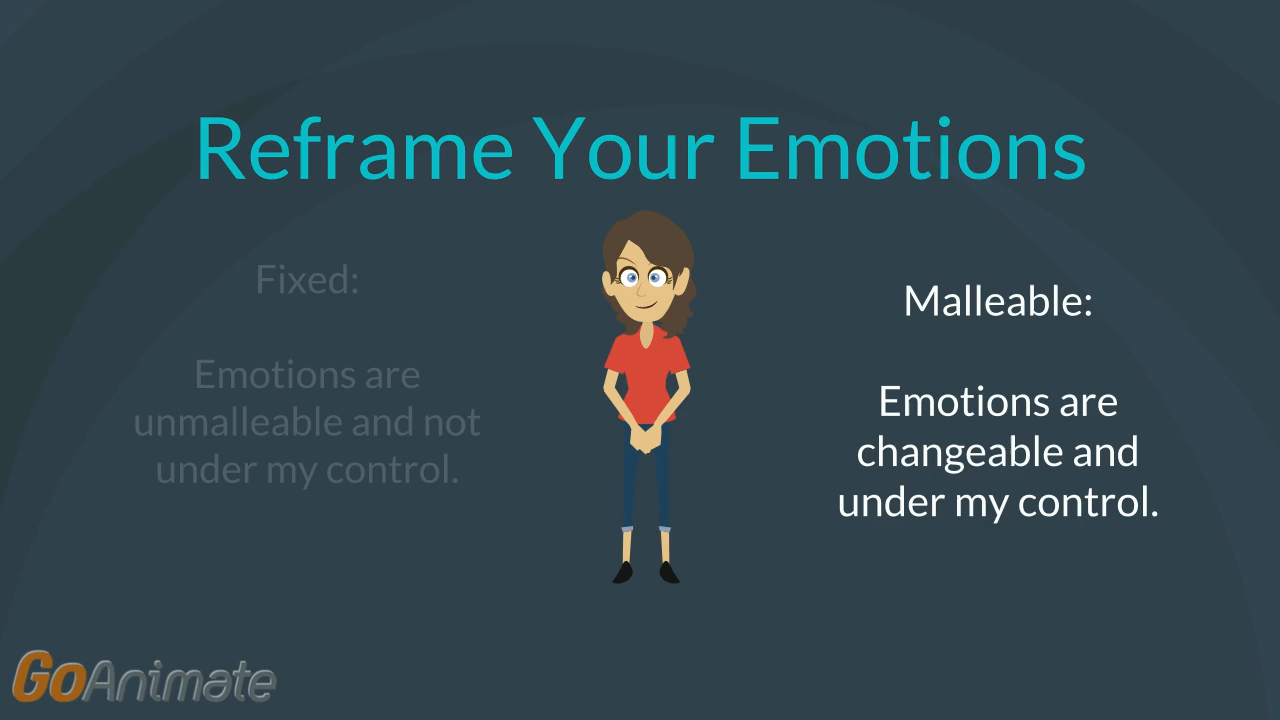 Reframe Your Emotions
Fixed:
Emotions are
unmalleable and not
under my control.
Malleable:
Emotions are
changeable and
under my control.
GoAnimate